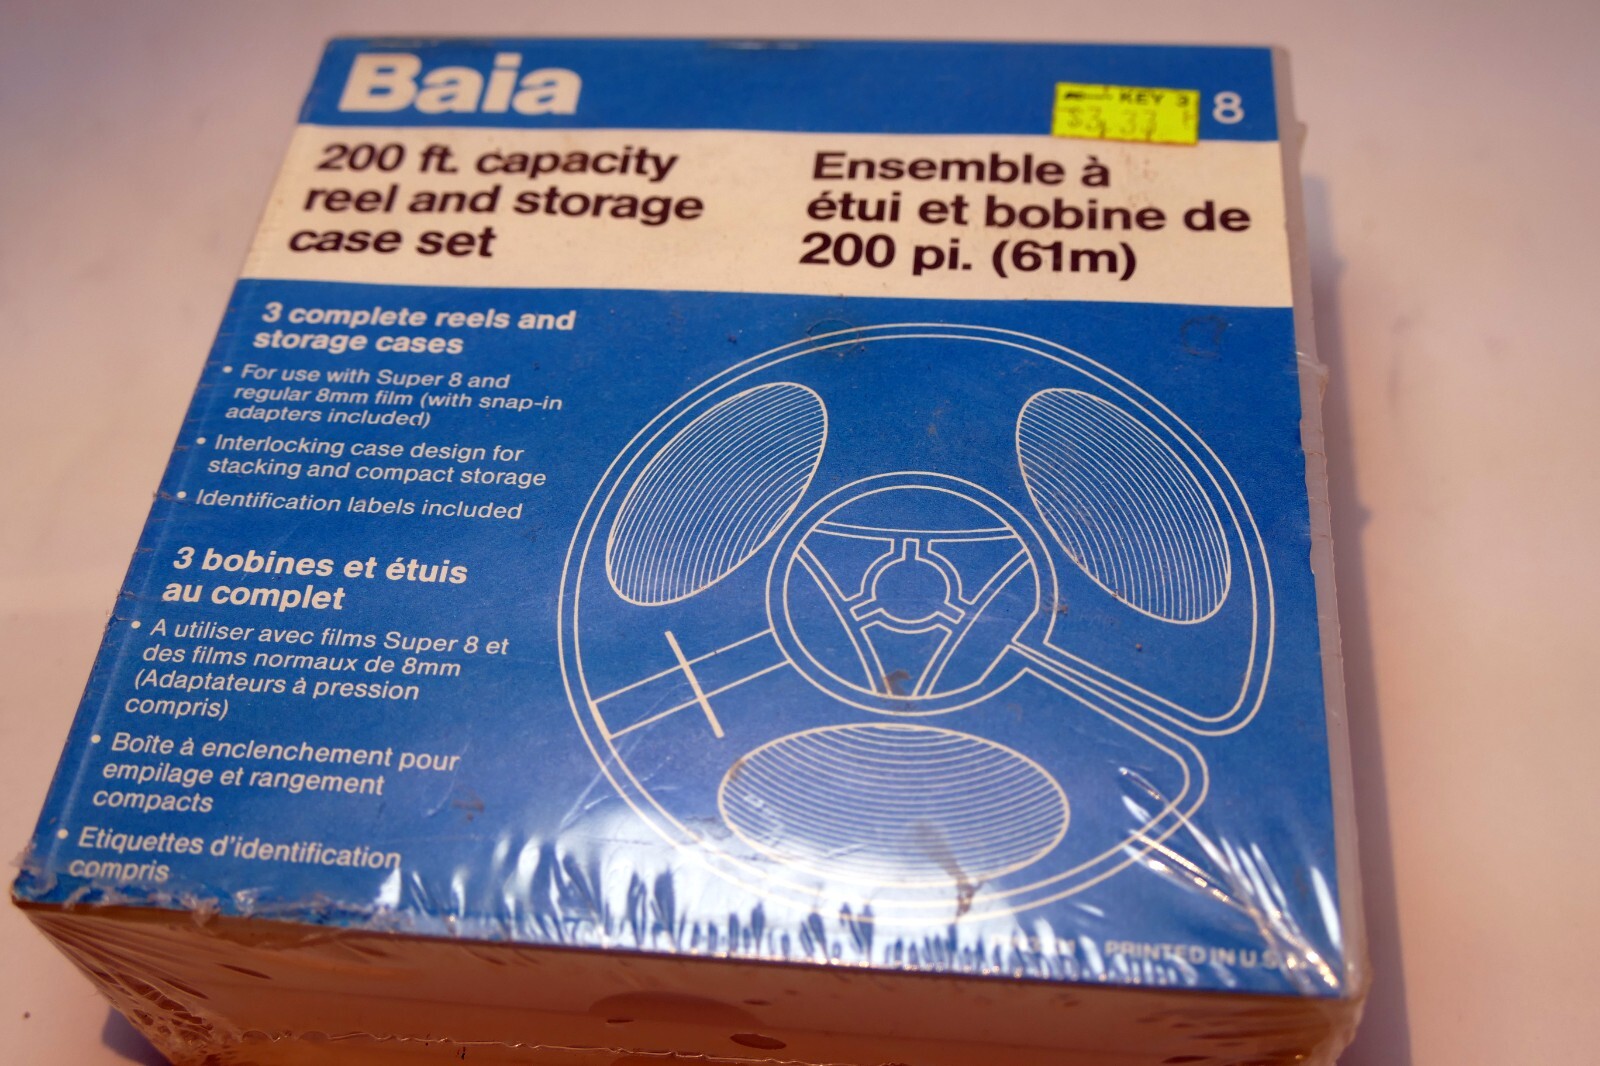 Baia
KEY 3
$3.33
8
200 ft. capacity
reel and storage
case set
Ensemble à
étui et bobine de
200 pi. (61m)
3 complete reels and
storage cases
• For use with Super 8 and
regular 8mm film (with snap-in
adapters included)
• Interlocking case design for
stacking and compact storage
• Identification labels included
3 bobines et étuis
au complet
• A utiliser avec films Super 8 et
des films normaux de 8mm
(Adaptateurs à pression
compris)
• Boîte à enclenchement pour
empilage et rangement
compacts
• Etiquettes d'identification
compris
PRINTED IN U.S.